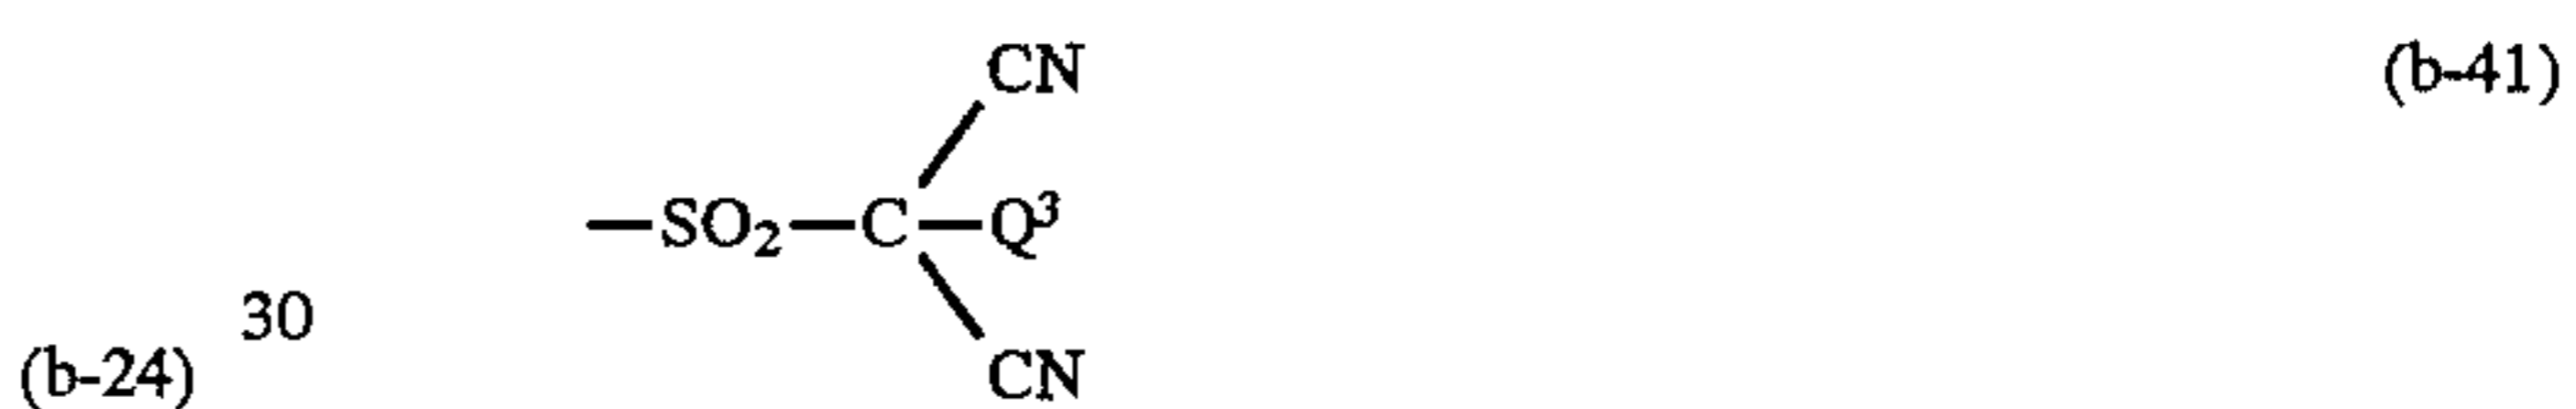 CN (b-41)
—SO₂—C—Q³
30
(b-24) CN